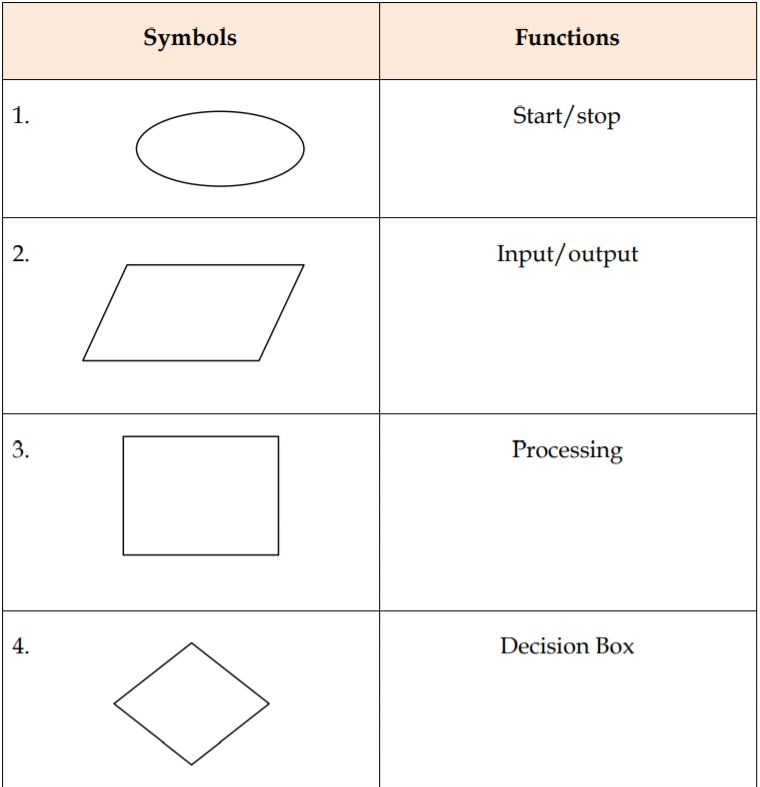 Symbols Functions
1. Start/stop
2. Input/output
3. Processing
4. Decision Box